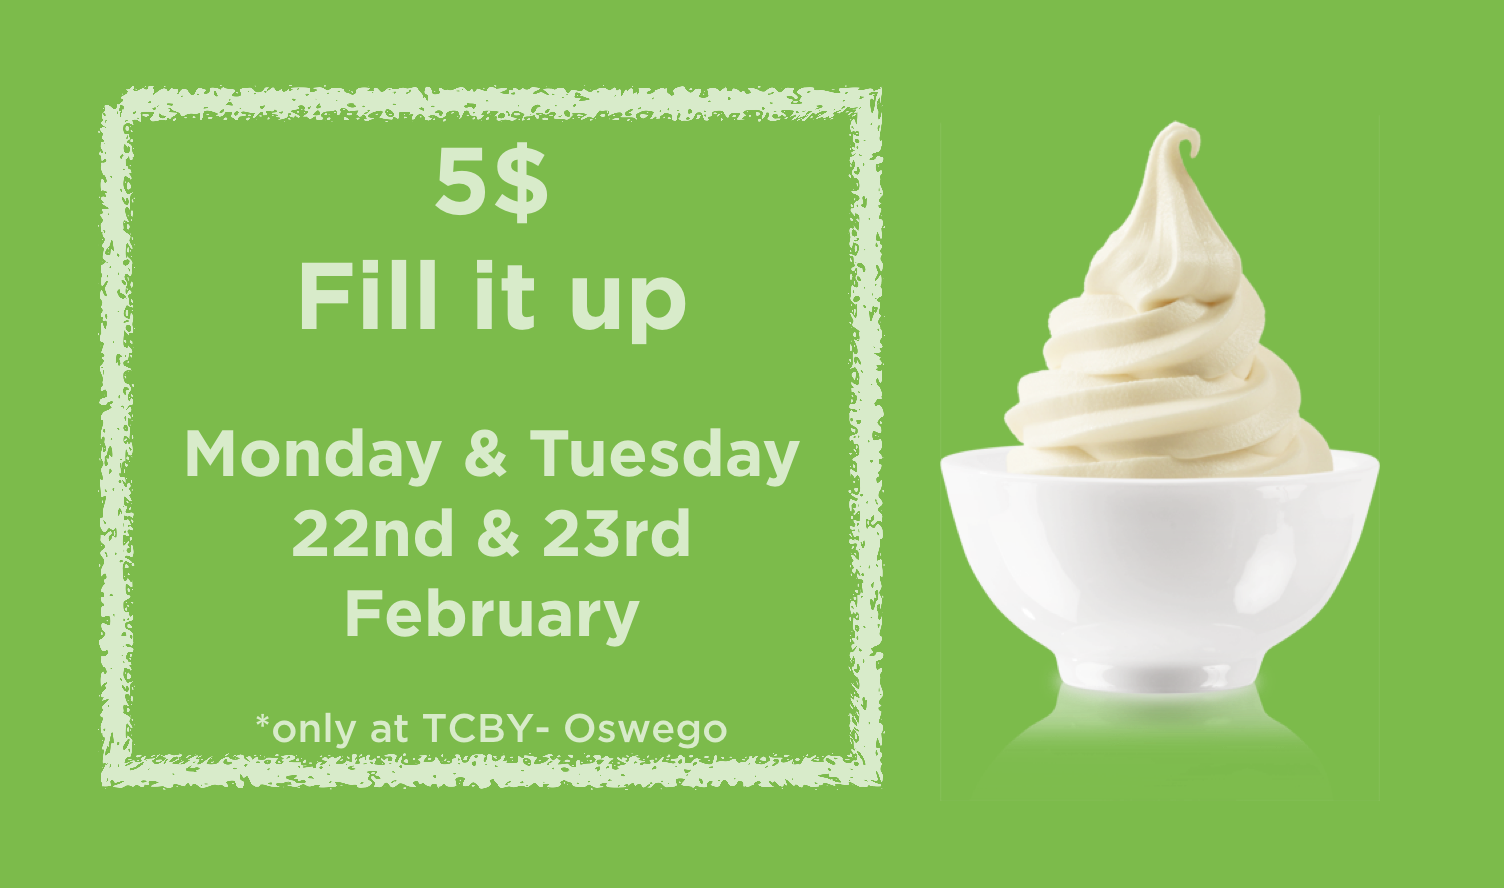 5$
Fill it up
Monday & Tuesday
22nd & 23rd
February
*only at TCBY- Oswego